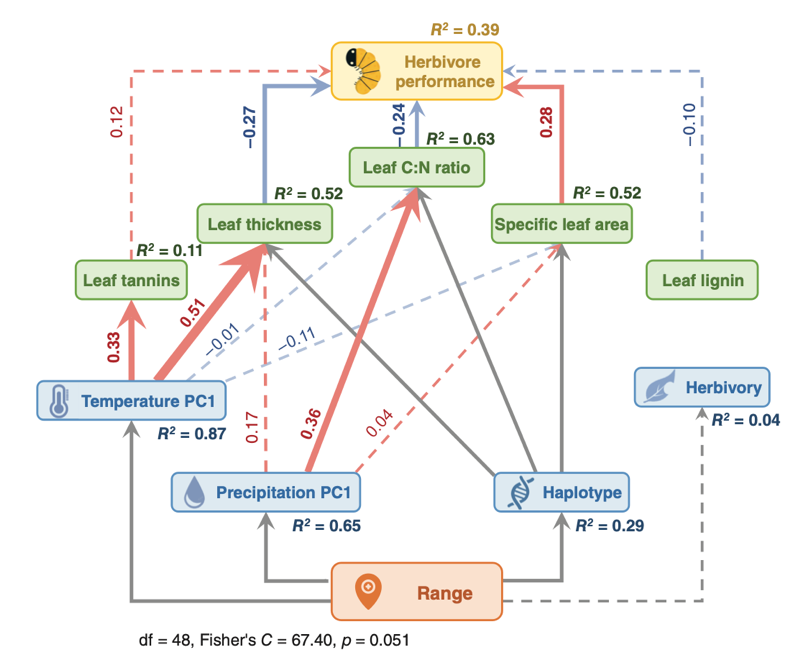 R² = 0.39
Herbivore
performance
0.12
−0.27
−0.24
0.28
−0.10
R² = 0.63
Leaf C:N ratio
R² = 0.52
R² = 0.52
Leaf thickness
Specific leaf area
R² = 0.11
Leaf tannins
Leaf lignin
0.33
0.51
−0.01
−0.11
Temperature PC1
Herbivory
R² = 0.87
R² = 0.04
0.17
0.36
0.04
Precipitation PC1
Haplotype
R² = 0.65
R² = 0.29
Range
df = 48, Fisher's C = 67.40, p = 0.051